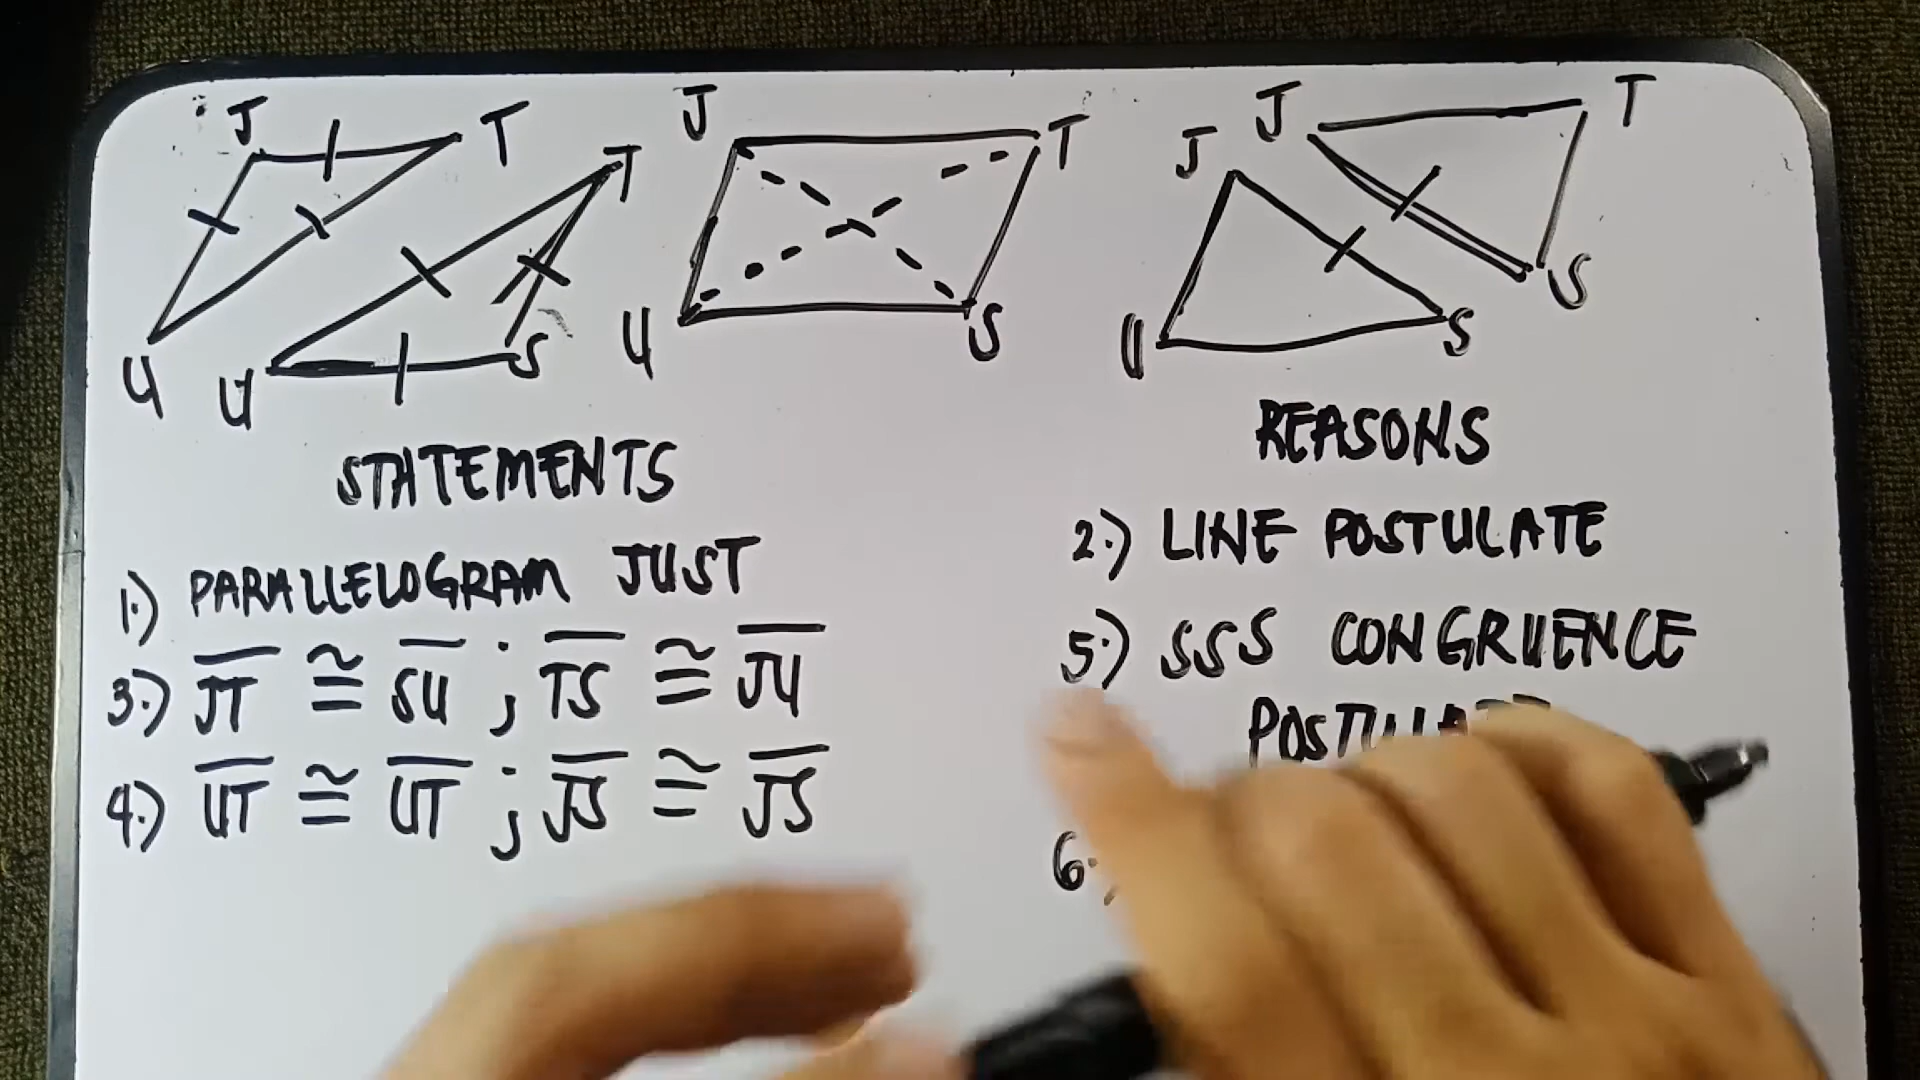 J T
T
U
U S
J
T
U S
J T
J
S
U S
STATEMENTS
1.) PARALLELOGRAM JUST
3.) JT ≅ SU ; TS ≅ JU
4.) UT ≅ UT ; JS ≅ JS
REASONS
2.) LINE POSTULATE
5.) SSS CONGRUENCE
6.)